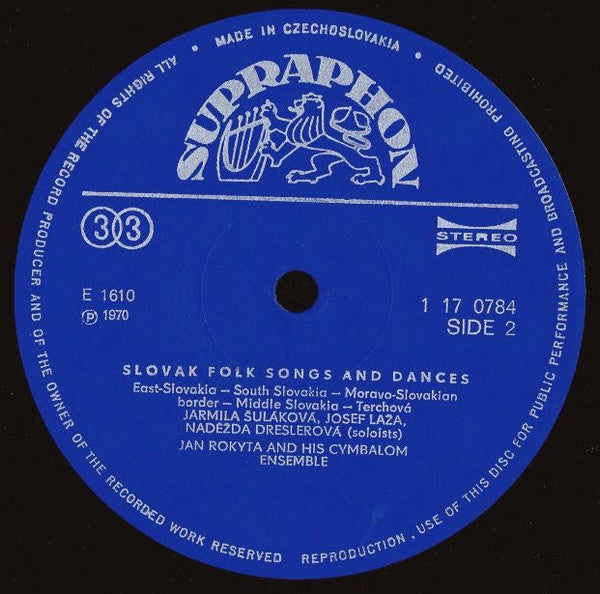 MADE IN CZECHOSLOVAKIA
ALL RIGHTS OF THE RECORD PRODUCER AND OF THE OWNER OF THE RECORDED WORK RESERVED
REPRODUCTION, USE OF THIS DISC FOR PUBLIC PERFORMANCE AND BROADCASTING PROHIBITED
SUPRAPHON
33
STEREO
E 1610
1 17 0784
℗ 1970
SIDE 2
SLOVAK FOLK SONGS AND DANCES
East-Slovakia – South Slovakia – Moravo-Slovakian
border – Middle Slovakia – Terchová
JARMILA ŠULÁKOVÁ, JOSEF LAŽA,
NADĚŽDA DRESLEROVÁ (soloists)
JAN ROKYTA AND HIS CYMBALOM
ENSEMBLE